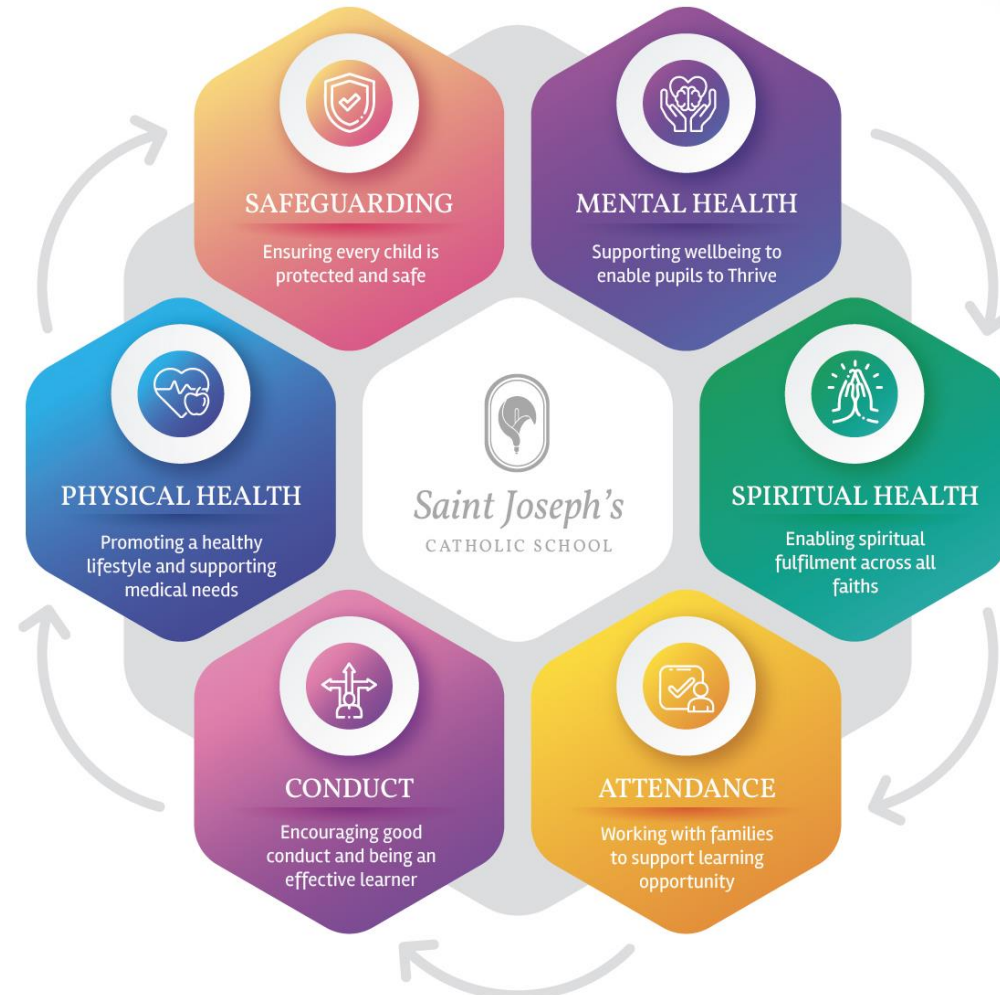 SAFEGUARDING
Ensuring every child is
protected and safe
MENTAL HEALTH
Supporting wellbeing to
enable pupils to Thrive
PHYSICAL HEALTH
Promoting a healthy
lifestyle and supporting
medical needs
Saint Joseph's
CATHOLIC SCHOOL
SPIRITUAL HEALTH
Enabling spiritual
fulfilment across all
faiths
CONDUCT
Encouraging good
conduct and being an
effective learner
ATTENDANCE
Working with families
to support learning
opportunity